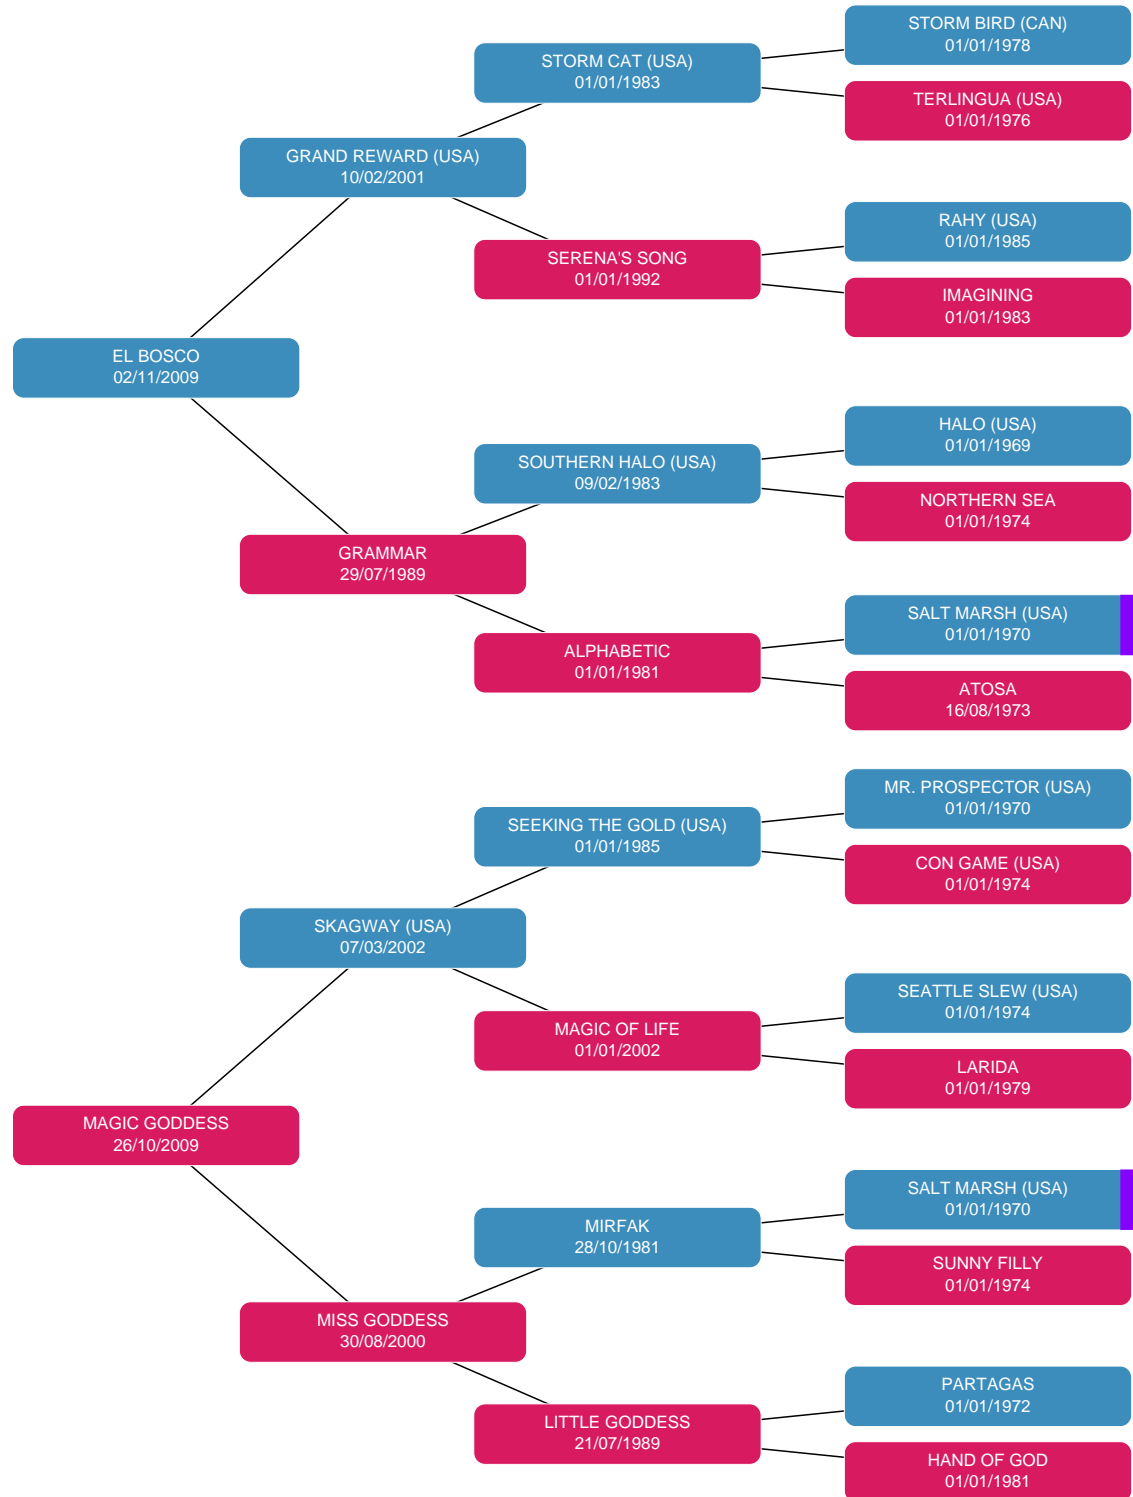 STORM BIRD (CAN)
01/01/1978
STORM CAT (USA)
01/01/1983
TERLINGUA (USA)
01/01/1976
GRAND REWARD (USA)
10/02/2001
RAHY (USA)
01/01/1985
SERENA'S SONG
01/01/1992
IMAGINING
01/01/1983
EL BOSCO
02/11/2009
HALO (USA)
01/01/1969
SOUTHERN HALO (USA)
09/02/1983
NORTHERN SEA
01/01/1974
GRAMMAR
29/07/1989
SALT MARSH (USA)
01/01/1970
ALPHABETIC
01/01/1981
ATOSA
16/08/1973
MR. PROSPECTOR (USA)
01/01/1970
SEEKING THE GOLD (USA)
01/01/1985
CON GAME (USA)
01/01/1974
SKAGWAY (USA)
07/03/2002
SEATTLE SLEW (USA)
01/01/1974
MAGIC OF LIFE
01/01/2002
LARIDA
01/01/1979
MAGIC GODDESS
26/10/2009
SALT MARSH (USA)
01/01/1970
MIRFAK
28/10/1981
SUNNY FILLY
01/01/1974
MISS GODDESS
30/08/2000
PARTAGAS
01/01/1972
LITTLE GODDESS
21/07/1989
HAND OF GOD
01/01/1981